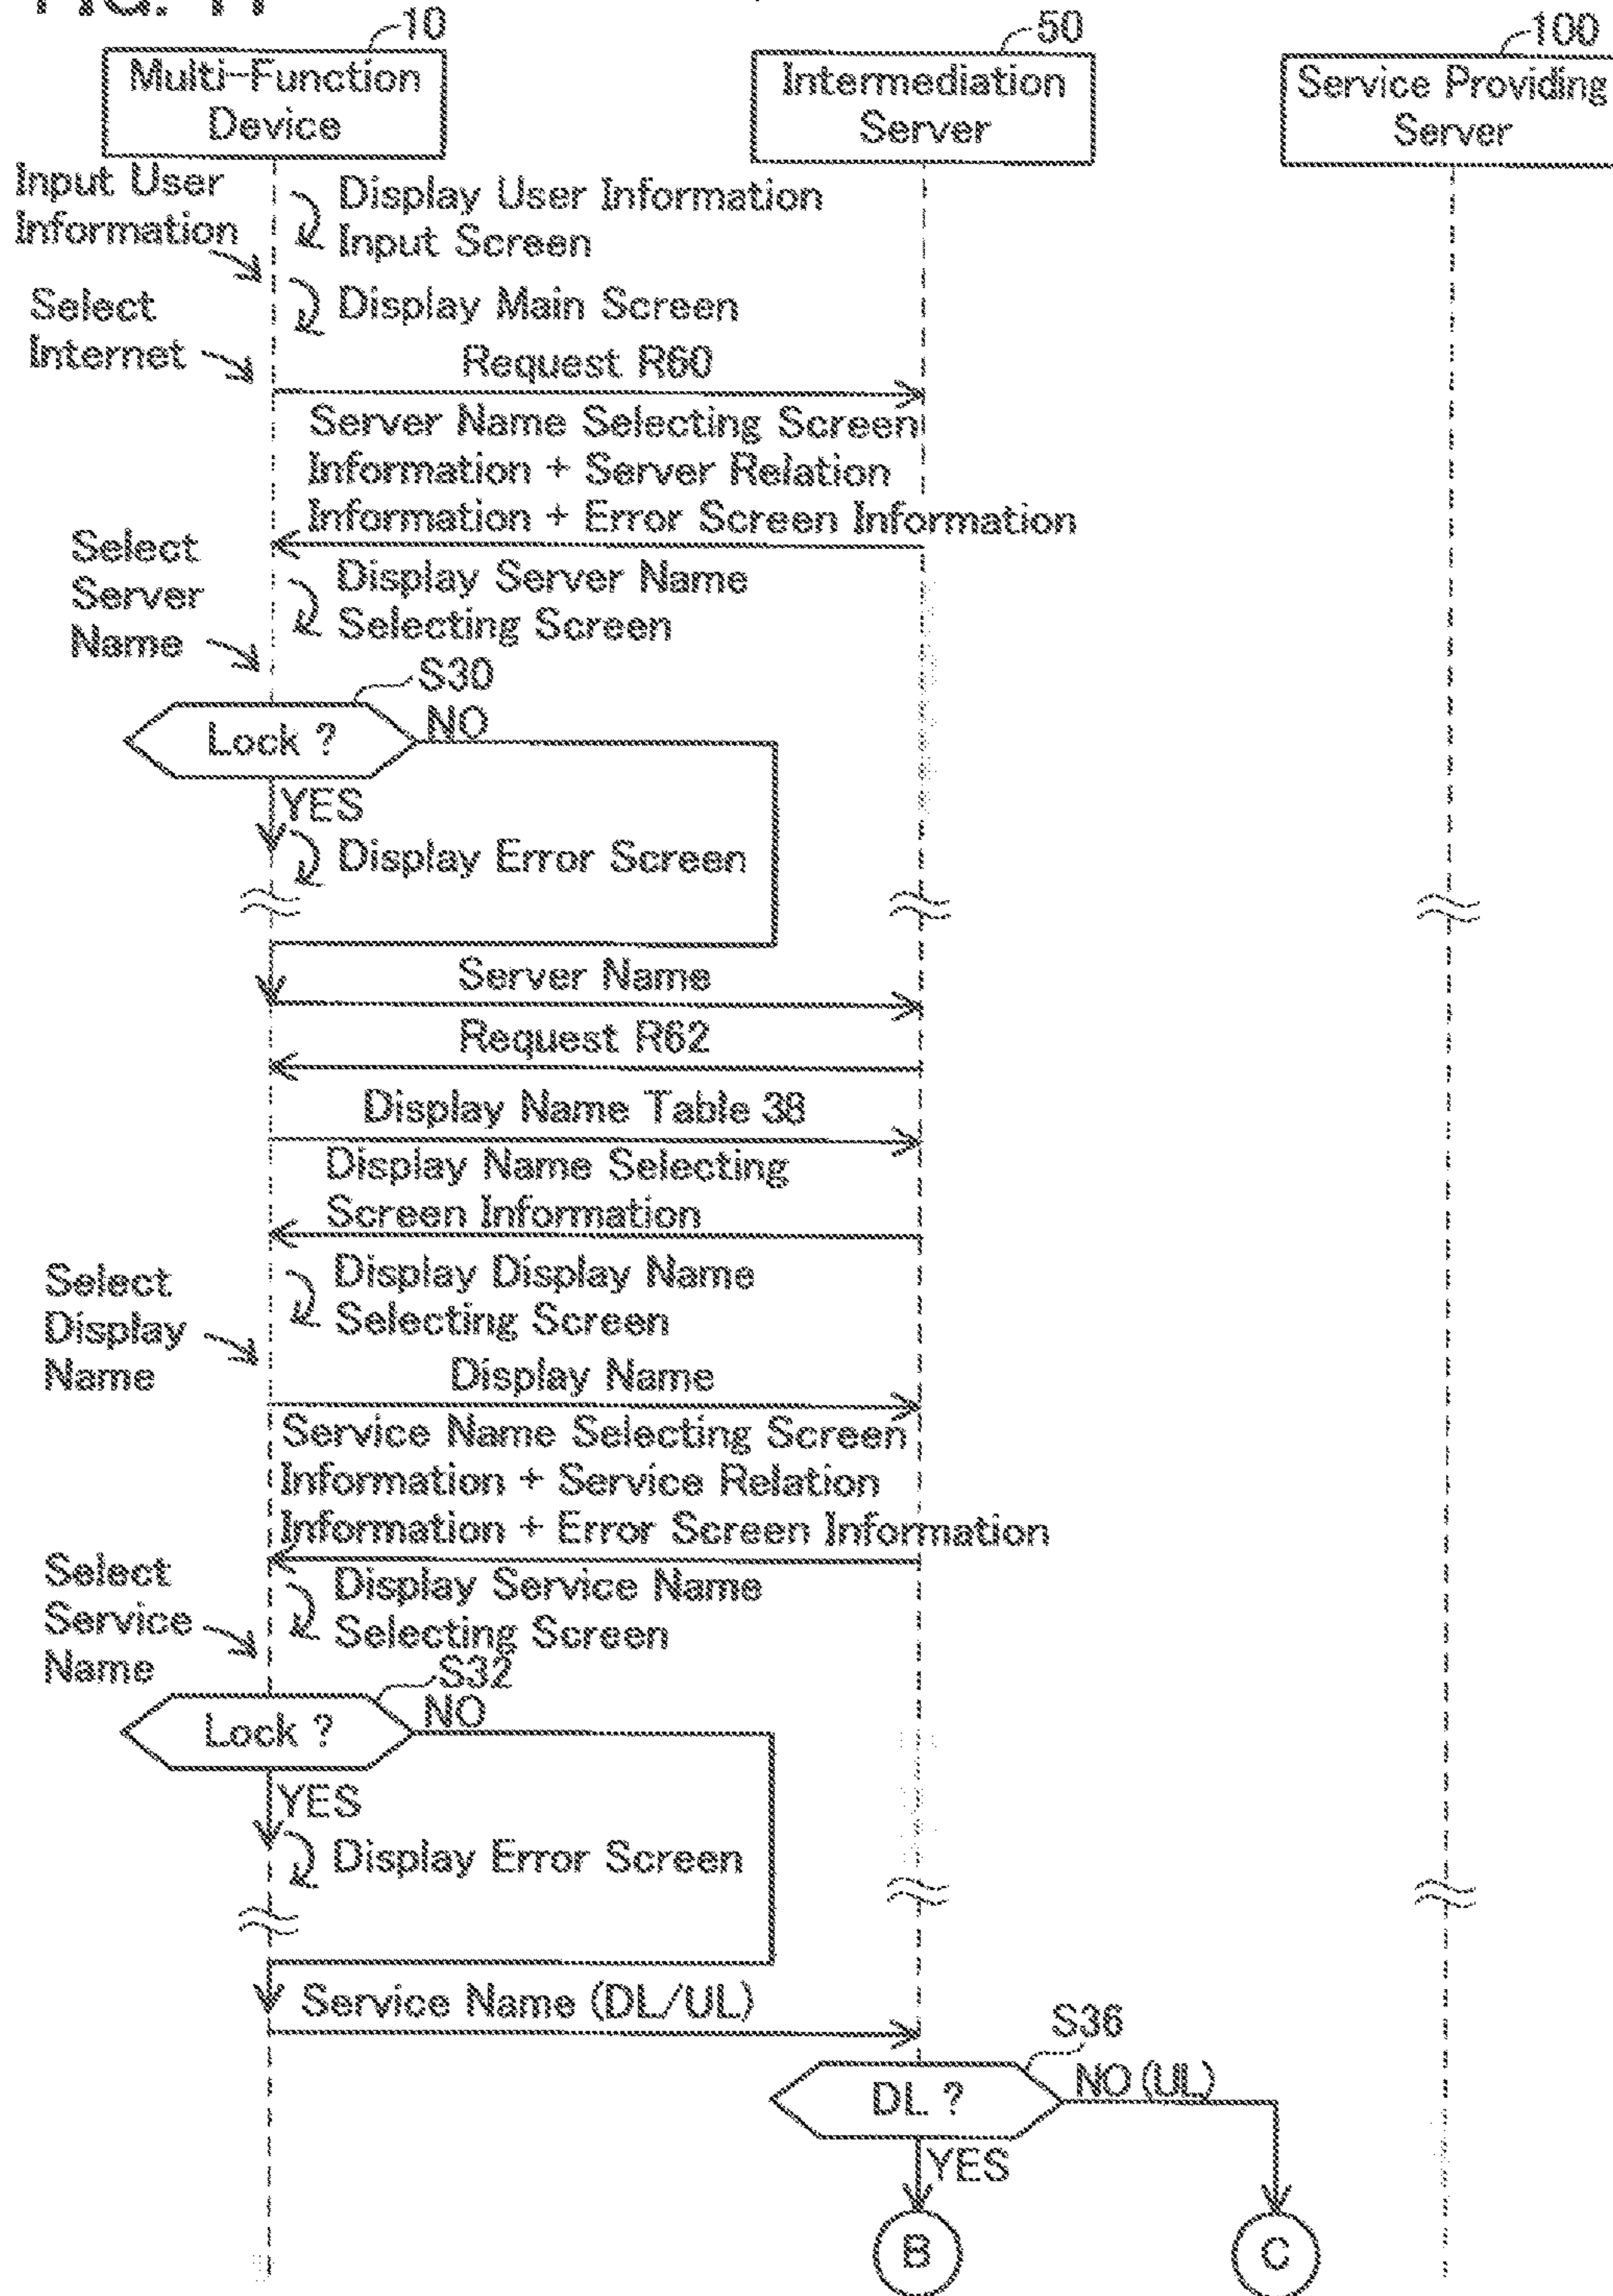 10
50
100
Multi-Function
Device
Intermediation
Server
Service Providing
Server
Input User
Information
Display User Information
Input Screen
Select
Internet
Display Main Screen
Request R60
Server Name Selecting Screen
Information + Server Relation
Information + Error Screen Information
Select
Server
Name
Display Server Name
Selecting Screen
S30
Lock ?
NO
YES
Display Error Screen
Server Name
Request R62
Display Name Table 38
Display Name Selecting
Screen Information
Select
Display
Name
Display Display Name
Selecting Screen
Display Name
Service Name Selecting Screen
Information + Service Relation
Information + Error Screen Information
Select
Service
Name
Display Service Name
Selecting Screen
S32
Lock ?
NO
YES
Display Error Screen
Service Name (DL/UL)
S36
DL ?
NO (UL)
YES
B
C